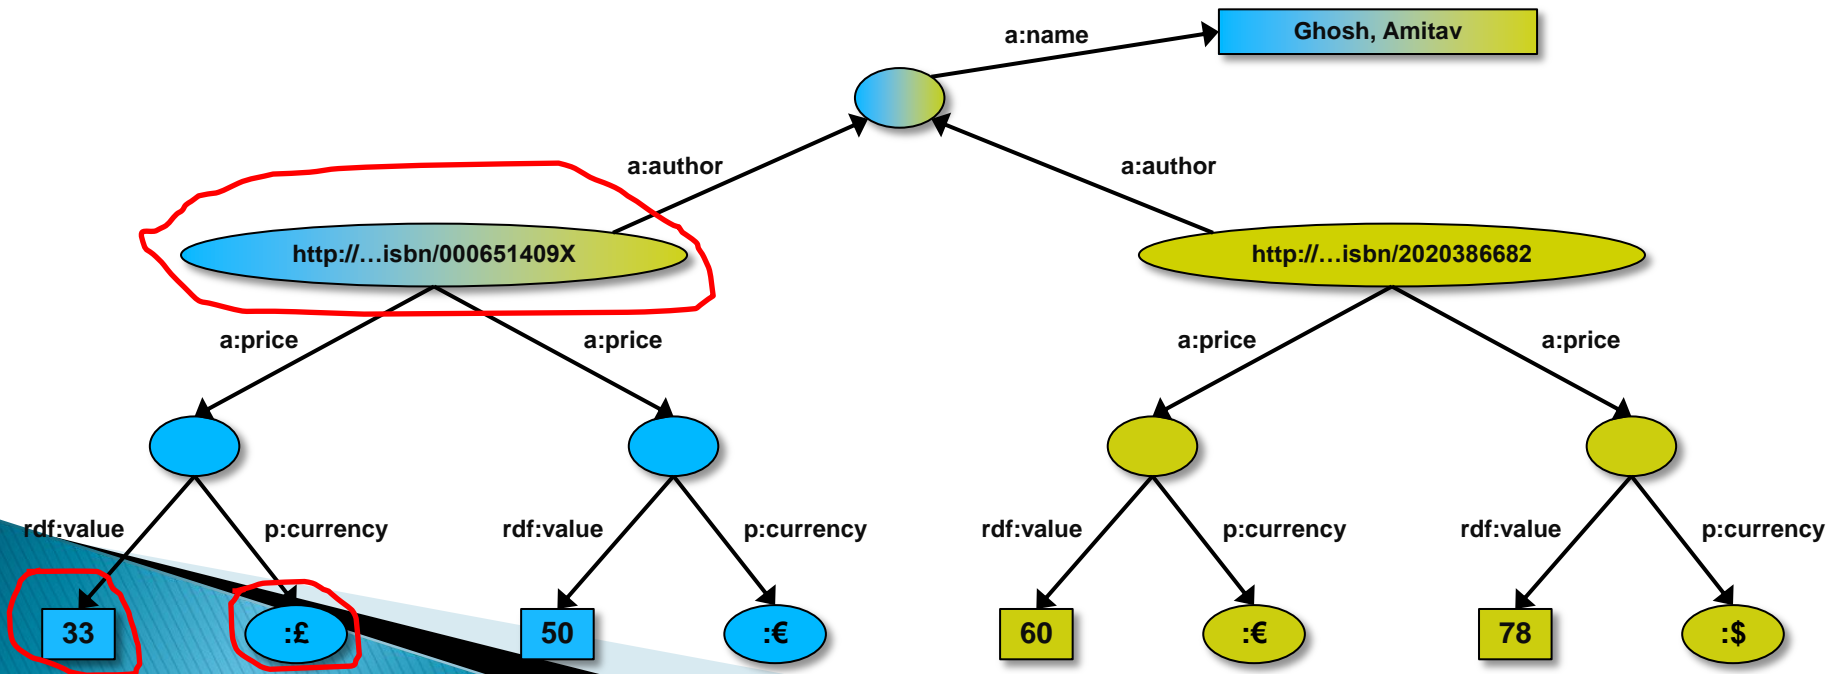 a:name
Ghosh, Amitav
a:author
a:author
http://…isbn/000651409X
http://…isbn/2020386682
a:price
a:price
a:price
a:price
rdf:value
p:currency
rdf:value
p:currency
rdf:value
p:currency
rdf:value
p:currency
33
:£
50
:€
60
:€
78
:$